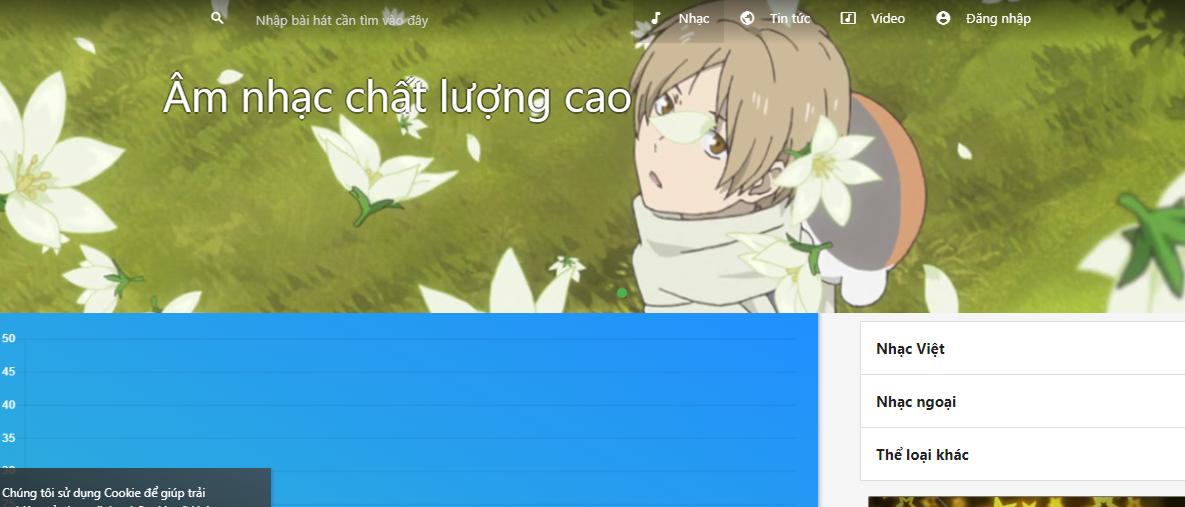 Nhập bài hát cần tìm vào đây
Nhạc
Tin tức
Video
Đăng nhập
Âm nhạc chất lượng cao
50
45
40
35
30
Nhạc Việt
Nhạc ngoại
Thể loại khác
Chúng tôi sử dụng Cookie để giúp trải